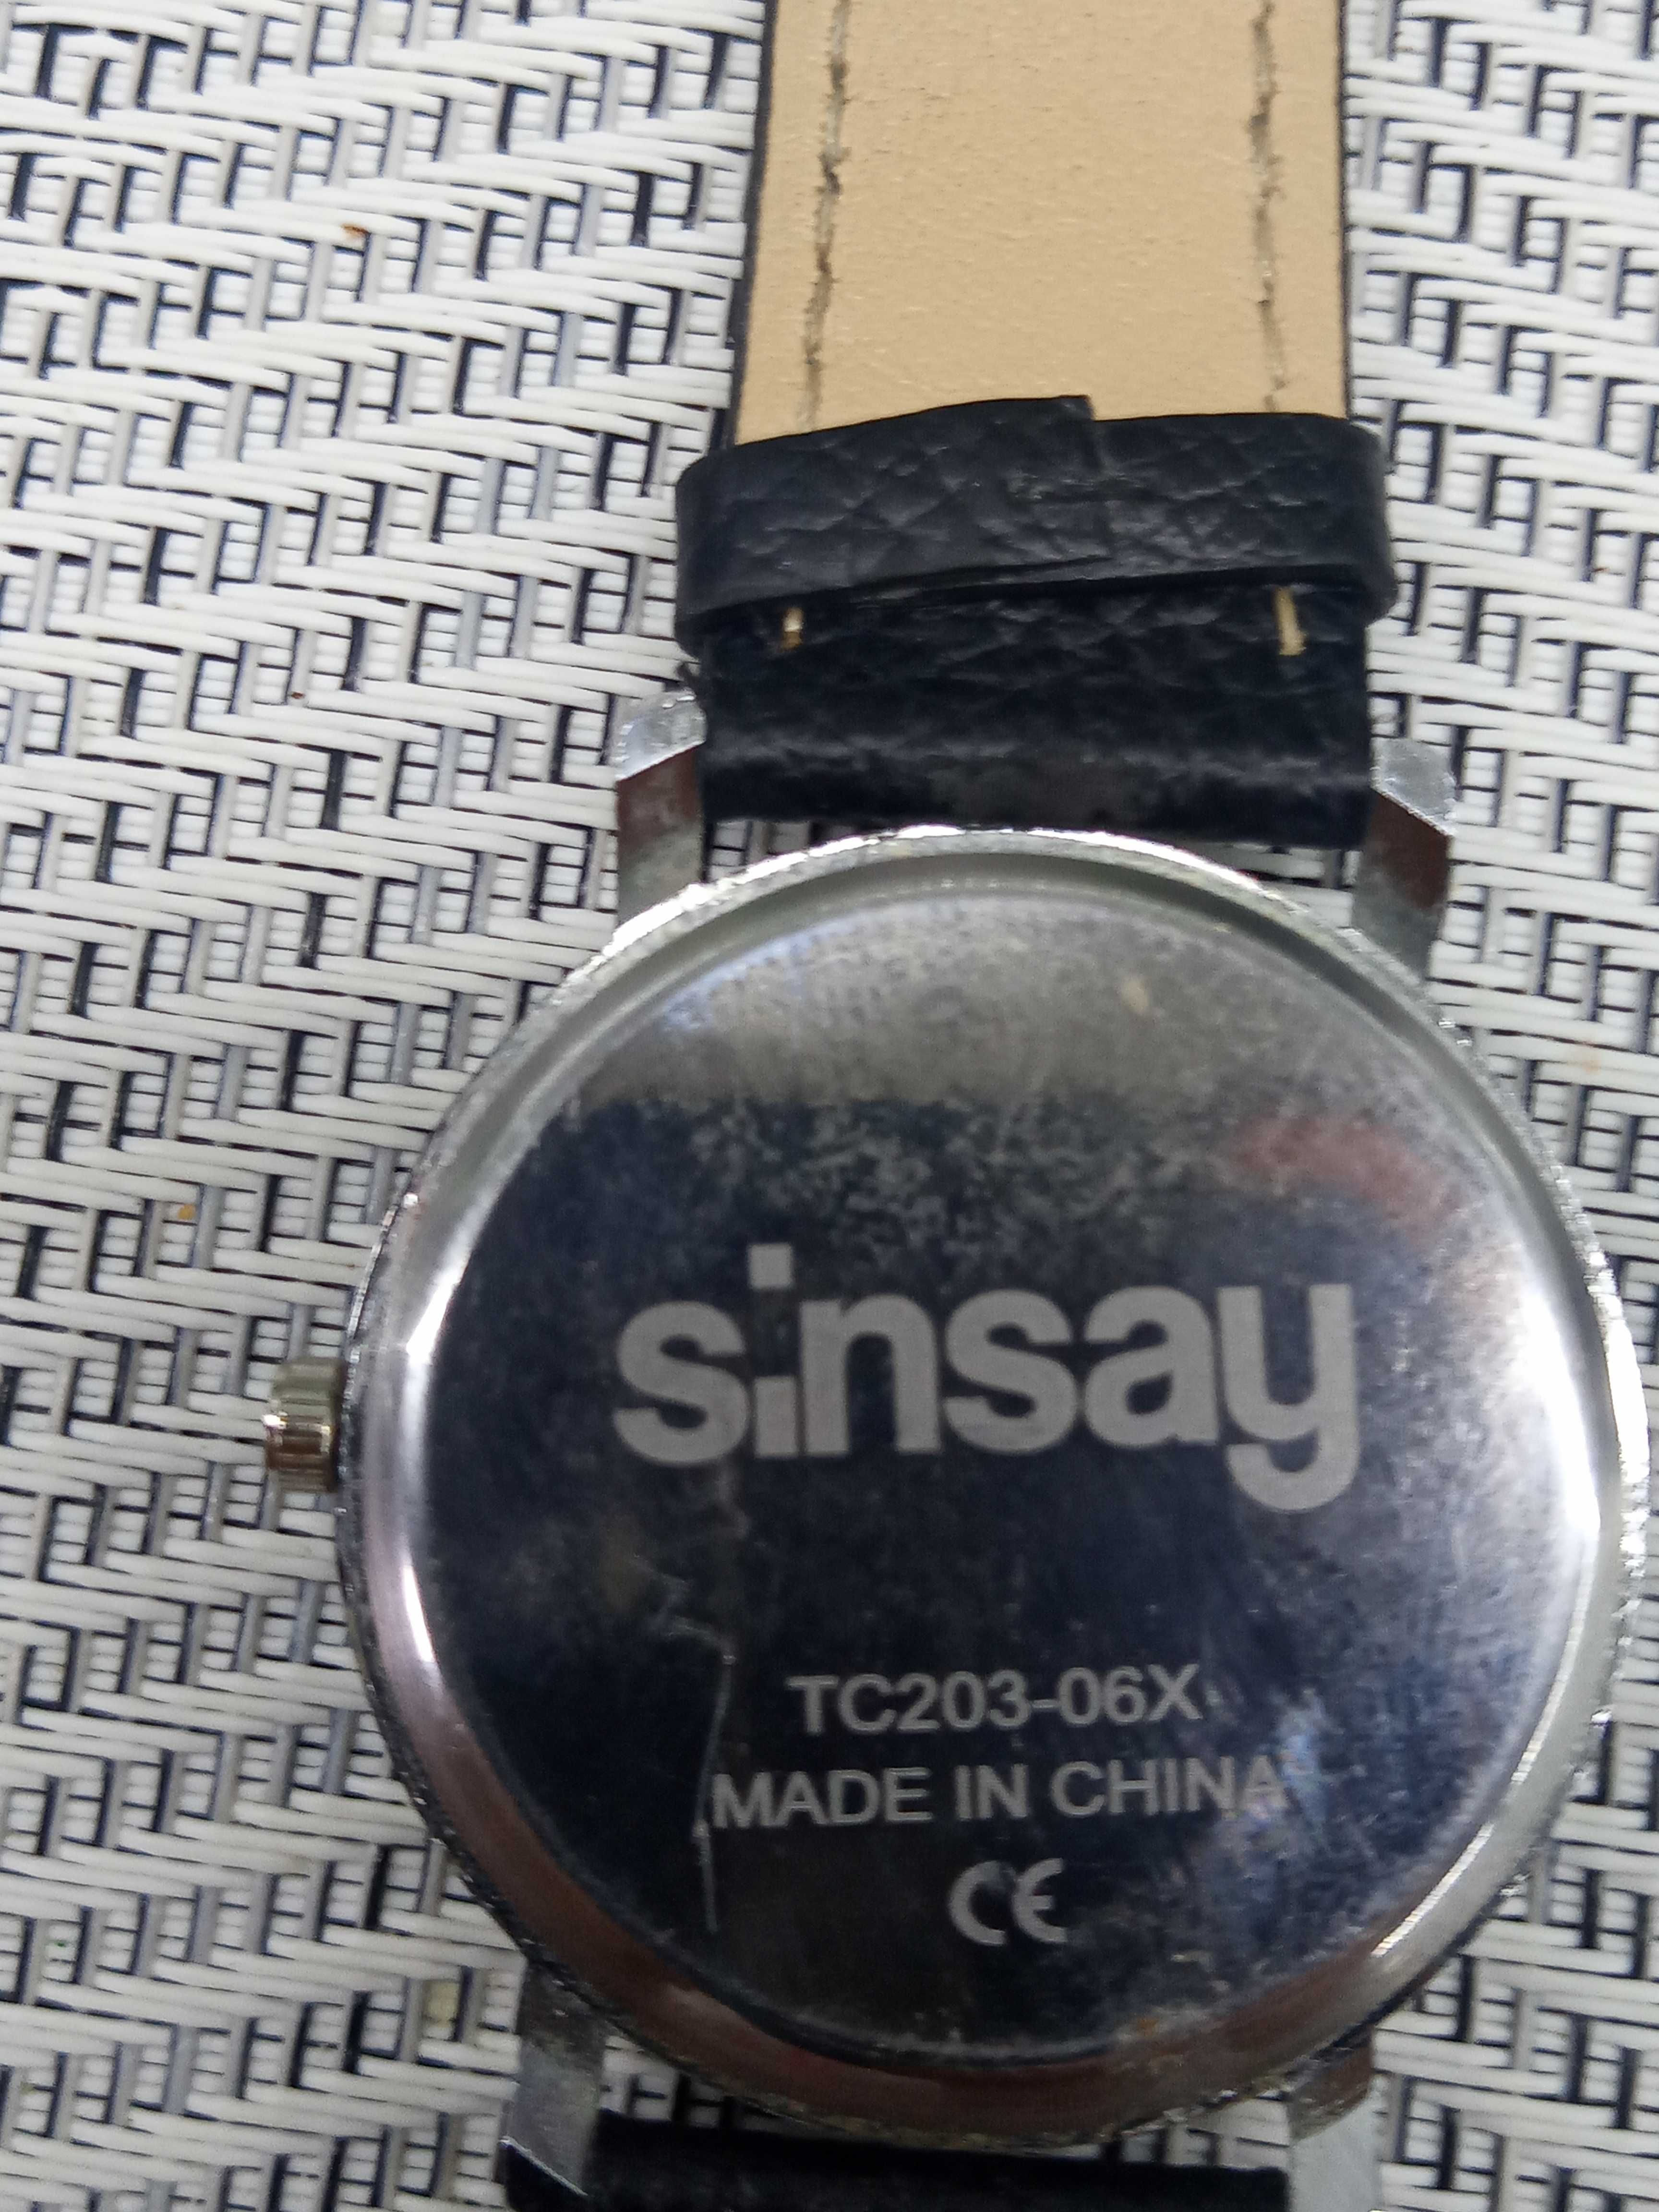 sinsay
TC203-06X
MADE IN CHINA
CE